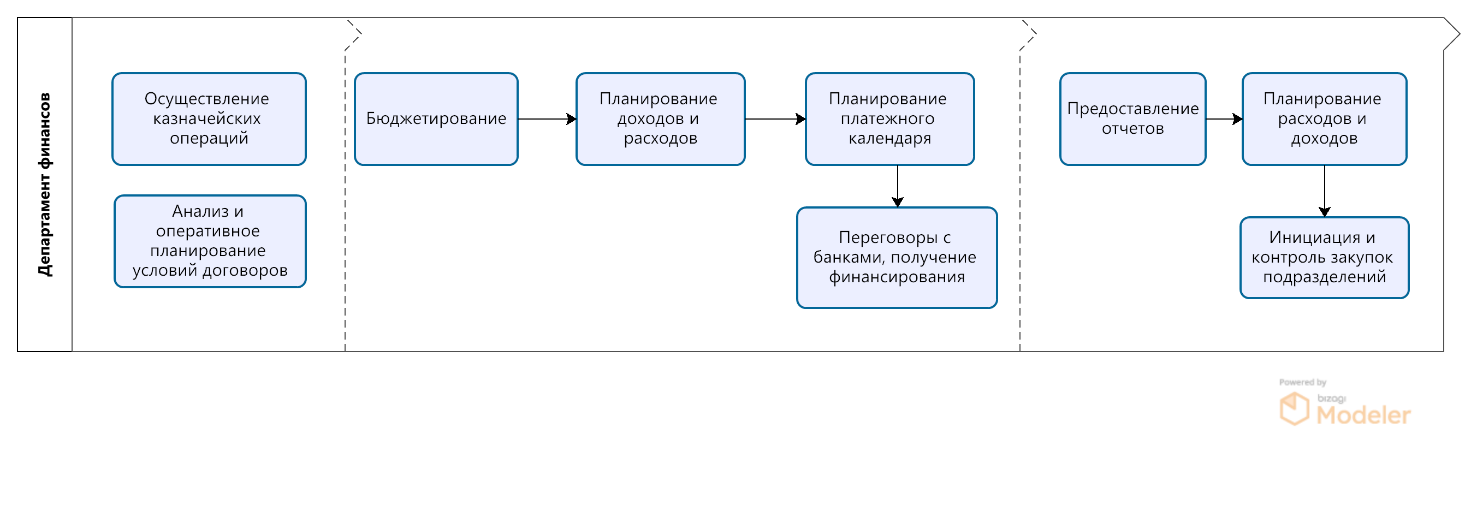 Департамент финансов
Осуществление
казначейских
операций
Анализ и
оперативное
планирование
условий договоров
Бюджетирование
Планирование
доходов и
расходов
Планирование
платежного
календаря
Переговоры с
банками, получение
финансирования
Предоставление
отчетов
Планирование
расходов и
доходов
Инициация и
контроль закупок
подразделений
Powered by
bizagi
Modeler